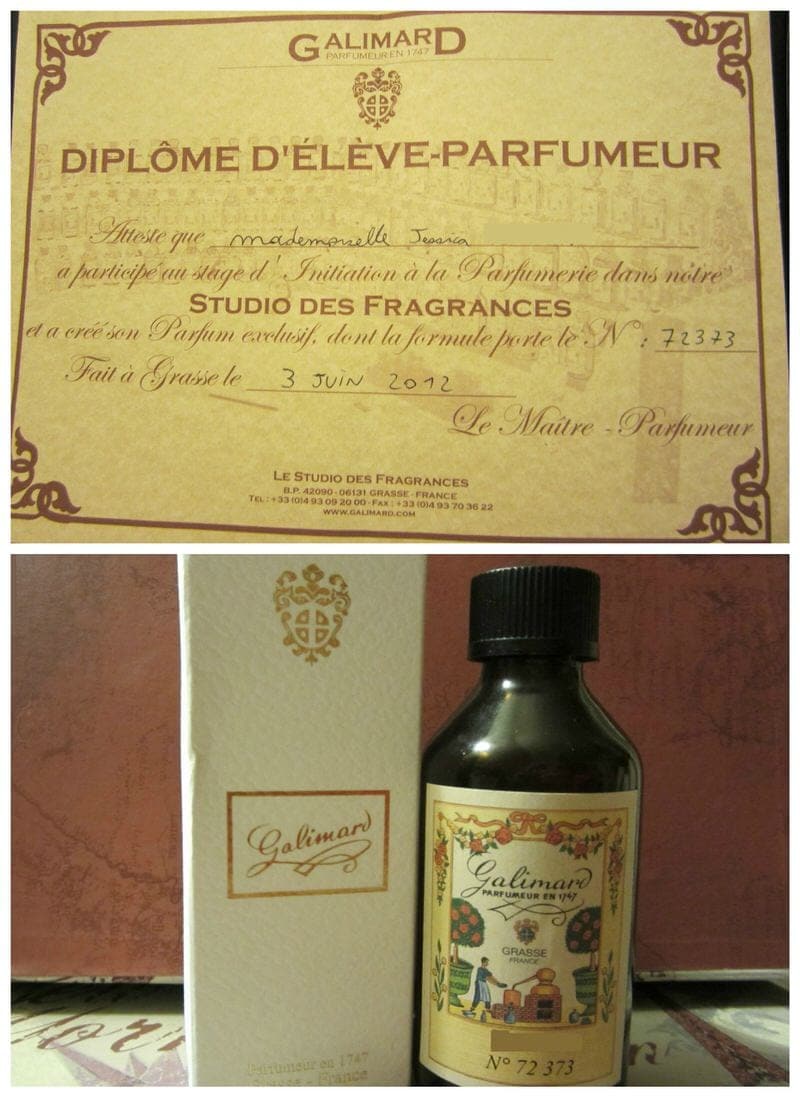 GALIMARD
PARFUMEUR EN 1747
DIPLÔME D'ÉLÈVE-PARFUMEUR
Atteste que mademoiselle Jessica
a participé au stage d'Initiation à la Parfumerie dans notre
STUDIO DES FRAGRANCES
et a créé son Parfum exclusif, dont la formule porte le N°: 72373
Fait à Grasse le 3 JUIN 2012
Le Maître - Parfumeur
LE STUDIO DES FRAGRANCES
B.P. 42090 - 06131 GRASSE - FRANCE
TEL : +33 (0)4 93 09 20 00 - FAX : +33 (0)4 93 70 36 22
WWW.GALIMARD.COM
Galimard
Parfumeur en 1747
Grasse - France
Galimard
PARFUMEUR EN 1747
GRASSE
FRANCE
N° 72 373